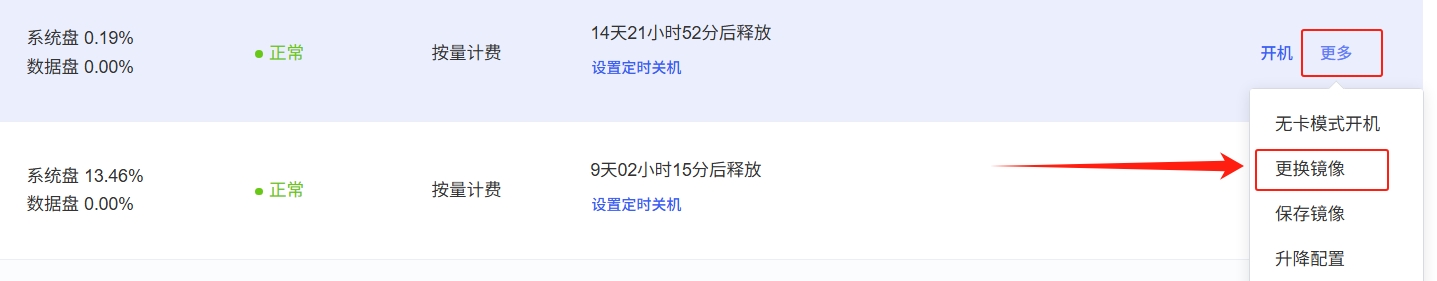 系统盘 0.19%
数据盘 0.00%
正常
按量计费
14天21小时52分后释放
设置定时关机
开机 更多
无卡模式开机
更换镜像
保存镜像
升降配置
系统盘 13.46%
数据盘 0.00%
正常
按量计费
9天02小时15分后释放
设置定时关机